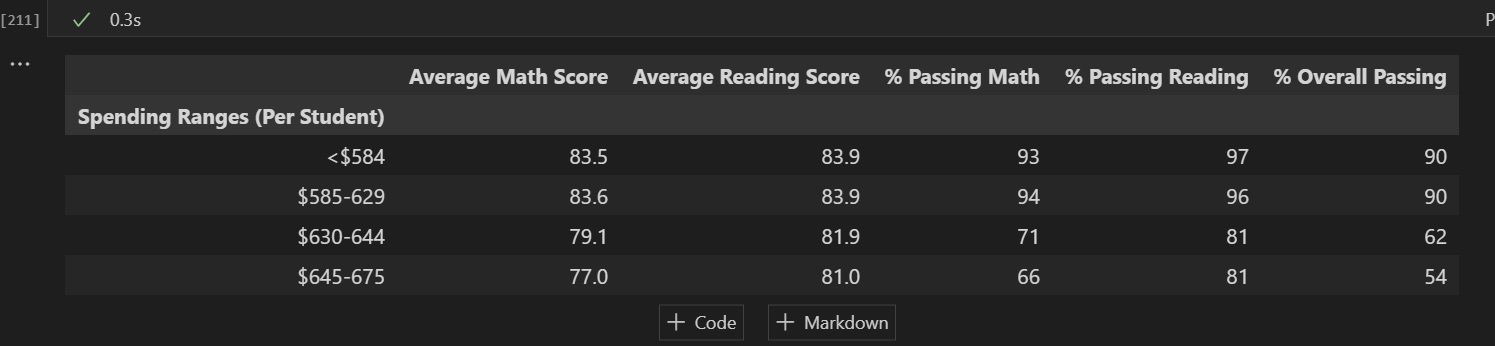 [211] 0.3s P
...
Average Math Score Average Reading Score % Passing Math % Passing Reading % Overall Passing
Spending Ranges (Per Student)
<$584 83.5 83.9 93 97 90
$585-629 83.6 83.9 94 96 90
$630-644 79.1 81.9 71 81 62
$645-675 77.0 81.0 66 81 54
+ Code + Markdown